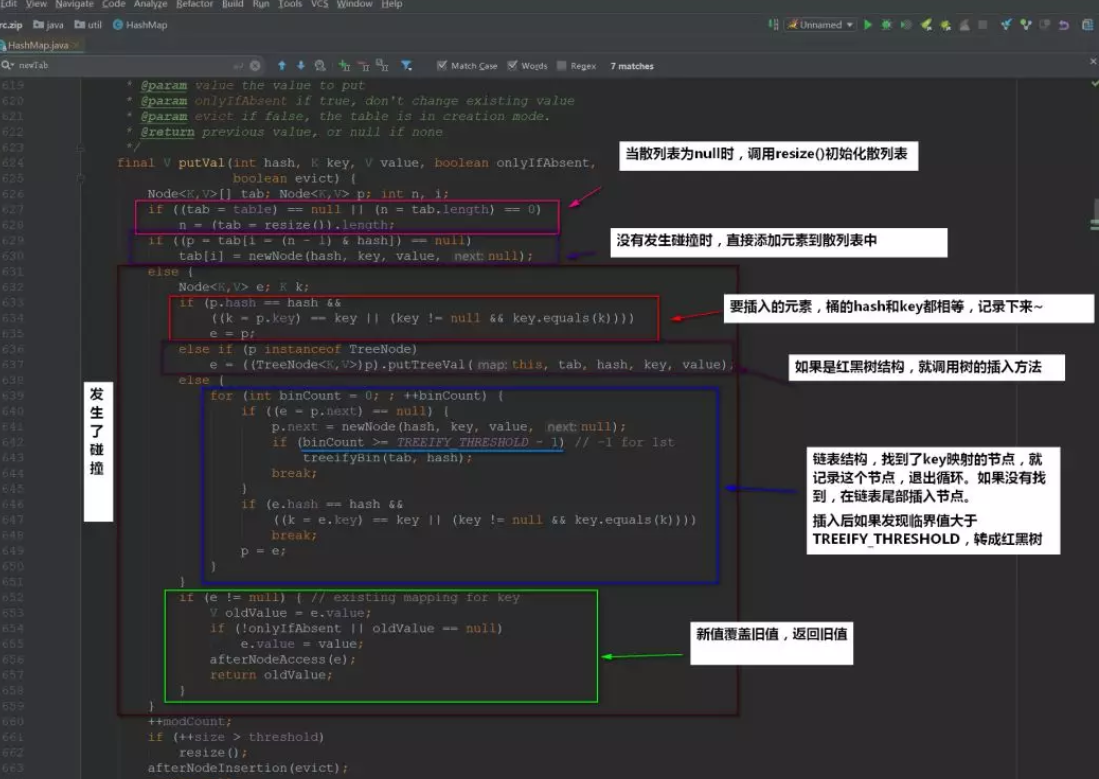 Edit View Navigate Code Analyze Refactor Build Run Tools VCS Window Help
rc.zip java util HashMap
Unnamed
HashMap.java
newTab
Match Case Words Regex 7 matches
619 * @param value the value to put
620 * @param onlyIfAbsent if true, don't change existing value
621 * @param evict if false, the table is in creation mode.
622 * @return previous value, or null if none
623 */
624 final V putVal(int hash, K key, V value, boolean onlyIfAbsent,
625 boolean evict) {
626 Node<K,V>[] tab; Node<K,V> p; int n, i;
627 if ((tab = table) == null || (n = tab.length) == 0)
628 n = (tab = resize()).length;
629 if ((p = tab[i = (n - 1) & hash]) == null)
630 tab[i] = newNode(hash, key, value, next: null);
631 else {
632 Node<K,V> e; K k;
633 if (p.hash == hash &&
634 ((k = p.key) == key || (key != null && key.equals(k))))
635 e = p;
636 else if (p instanceof TreeNode)
637 e = ((TreeNode<K,V>)p).putTreeVal( map: this, tab, hash, key, value);
638 else {
639 for (int binCount = 0; ; ++binCount) {
640 if ((e = p.next) == null) {
641 p.next = newNode(hash, key, value, next: null);
642 if (binCount >= TREEIFY_THRESHOLD - 1) // -1 for 1st
643 treeifyBin(tab, hash);
644 break;
645 }
646 if (e.hash == hash &&
647 ((k = e.key) == key || (key != null && key.equals(k))))
648 break;
649 p = e;
650 }
651 }
652 if (e != null) { // existing mapping for key
653 V oldValue = e.value;
654 if (!onlyIfAbsent || oldValue == null)
655 e.value = value;
656 afterNodeAccess(e);
657 return oldValue;
658 }
659 }
660 ++modCount;
661 if (++size > threshold)
662 resize();
663 afterNodeInsertion(evict);
当散列表为null时，调用resize()初始化散列表
没有发生碰撞时，直接添加元素到散列表中
要插入的元素，桶的hash和key都相等，记录下来~
如果是红黑树结构，就调用树的插入方法
发生了碰撞
链表结构，找到了key映射的节点，就
记录这个节点，退出循环。如果没有找
到，在链表尾部插入节点。
插入后如果发现临界值大于
TREEIFY_THRESHOLD，转成红黑树
新值覆盖旧值，返回旧值